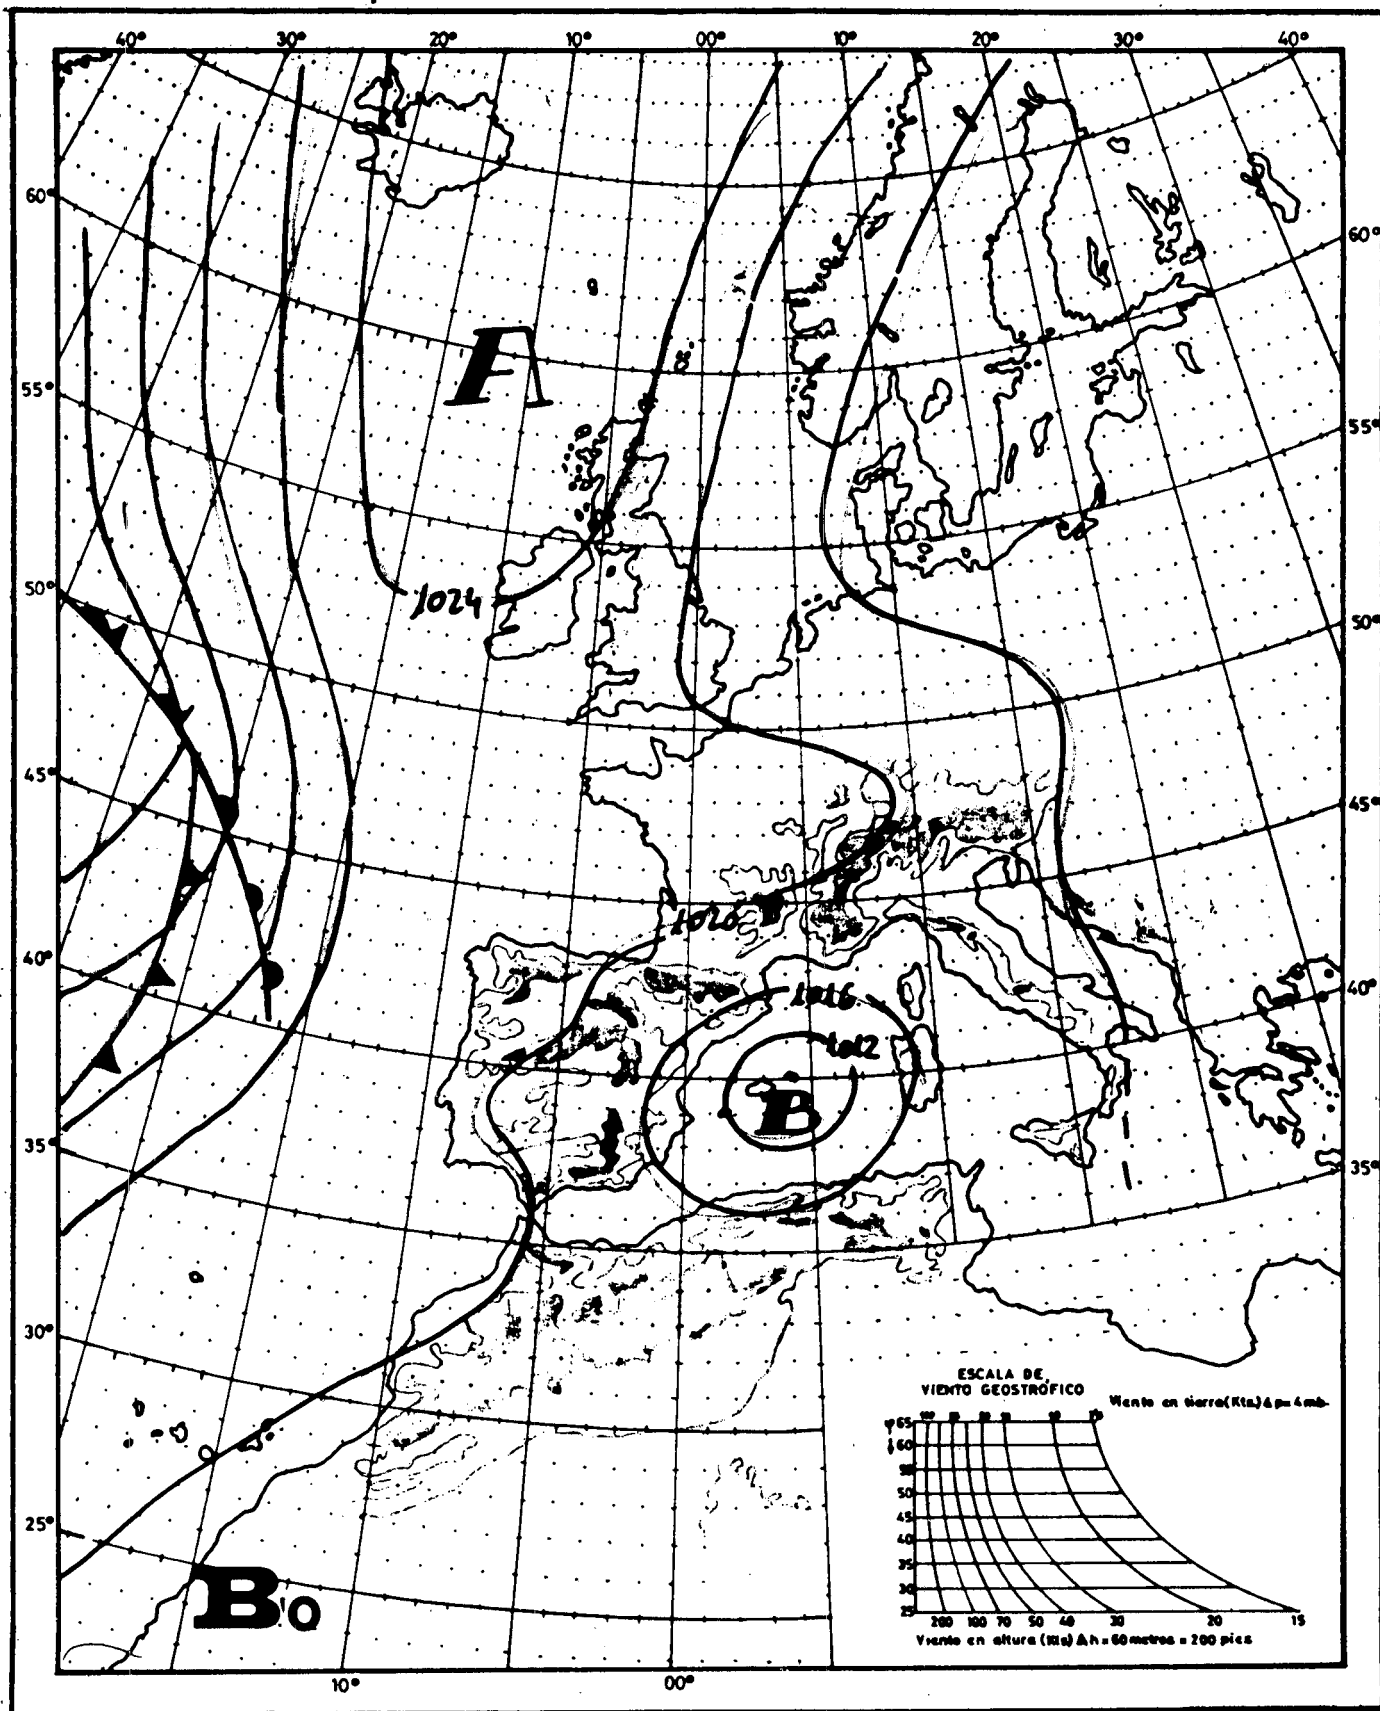 40° 30° 20° 10° 00° 10° 20° 30° 40°
60° 60°
A
55° 55°
50° 50°
1024
45° 45°
1020
40° 40°
1016
1012
B
35° 35°
30°
ESCALA DE
VIENTO GEOSTRÓFICO
Viento en tierra (Kts.) Δ p= 4 mb.
65
60
55
50
45
40
35
30
25
25°
B
200 100 70 50 40 30 20 15
Viento en altura (Kts) Δ h = 60 metros = 200 pies
10° 00°